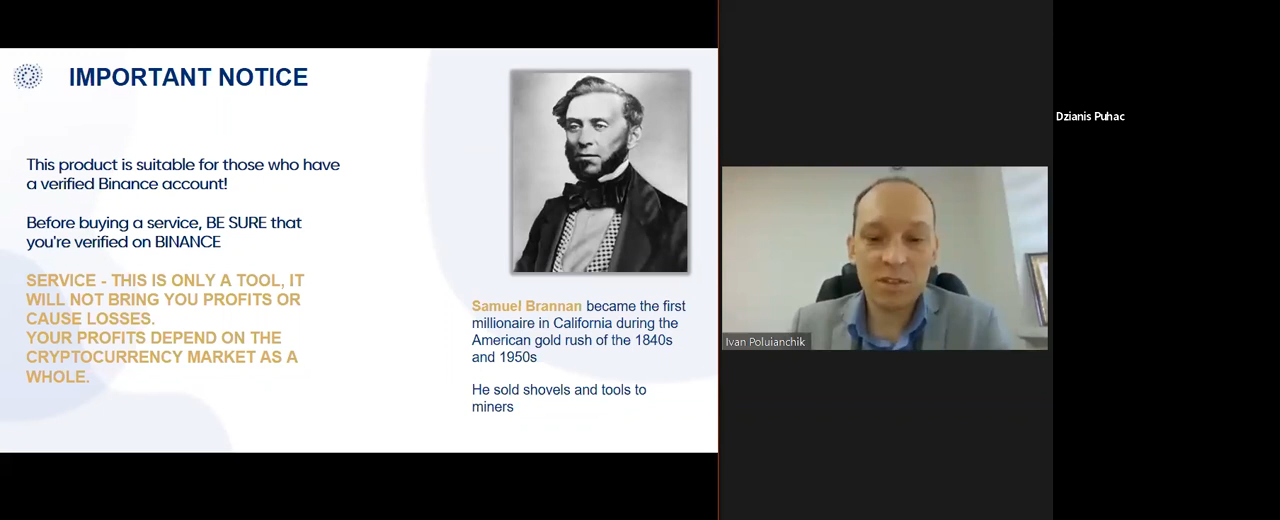 IMPORTANT NOTICE
This product is suitable for those who have
a verified Binance account!
Before buying a service, BE SURE that
you're verified on BINANCE
SERVICE - THIS IS ONLY A TOOL, IT
WILL NOT BRING YOU PROFITS OR
CAUSE LOSSES.
YOUR PROFITS DEPEND ON THE
CRYPTOCURRENCY MARKET AS A
WHOLE.
Samuel Brannan became the first
millionaire in California during the
American gold rush of the 1840s
and 1950s
He sold shovels and tools to
miners
Ivan Poluianchik
Dzianis Puhac